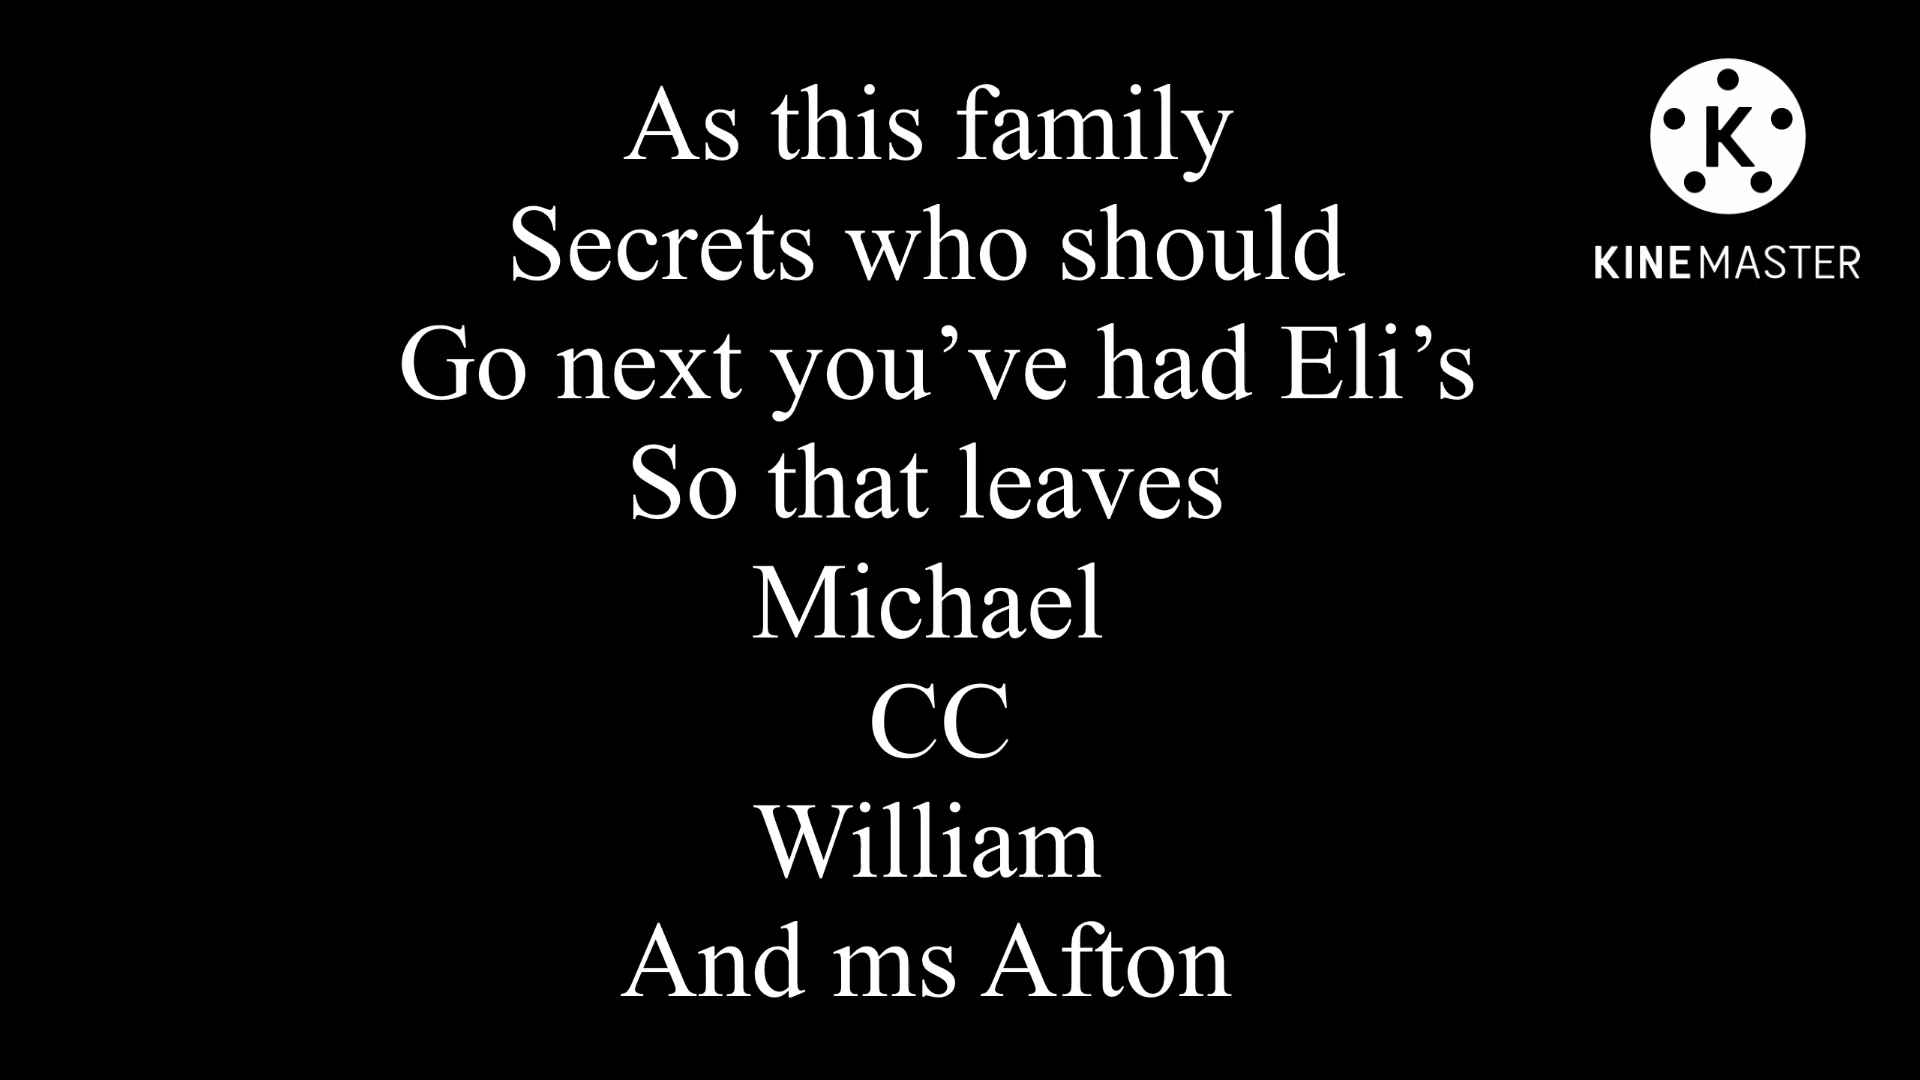 As this family
Secrets who should
Go next you’ve had Eli’s
So that leaves
Michael
CC
William
And ms Afton
K
KINEMASTER